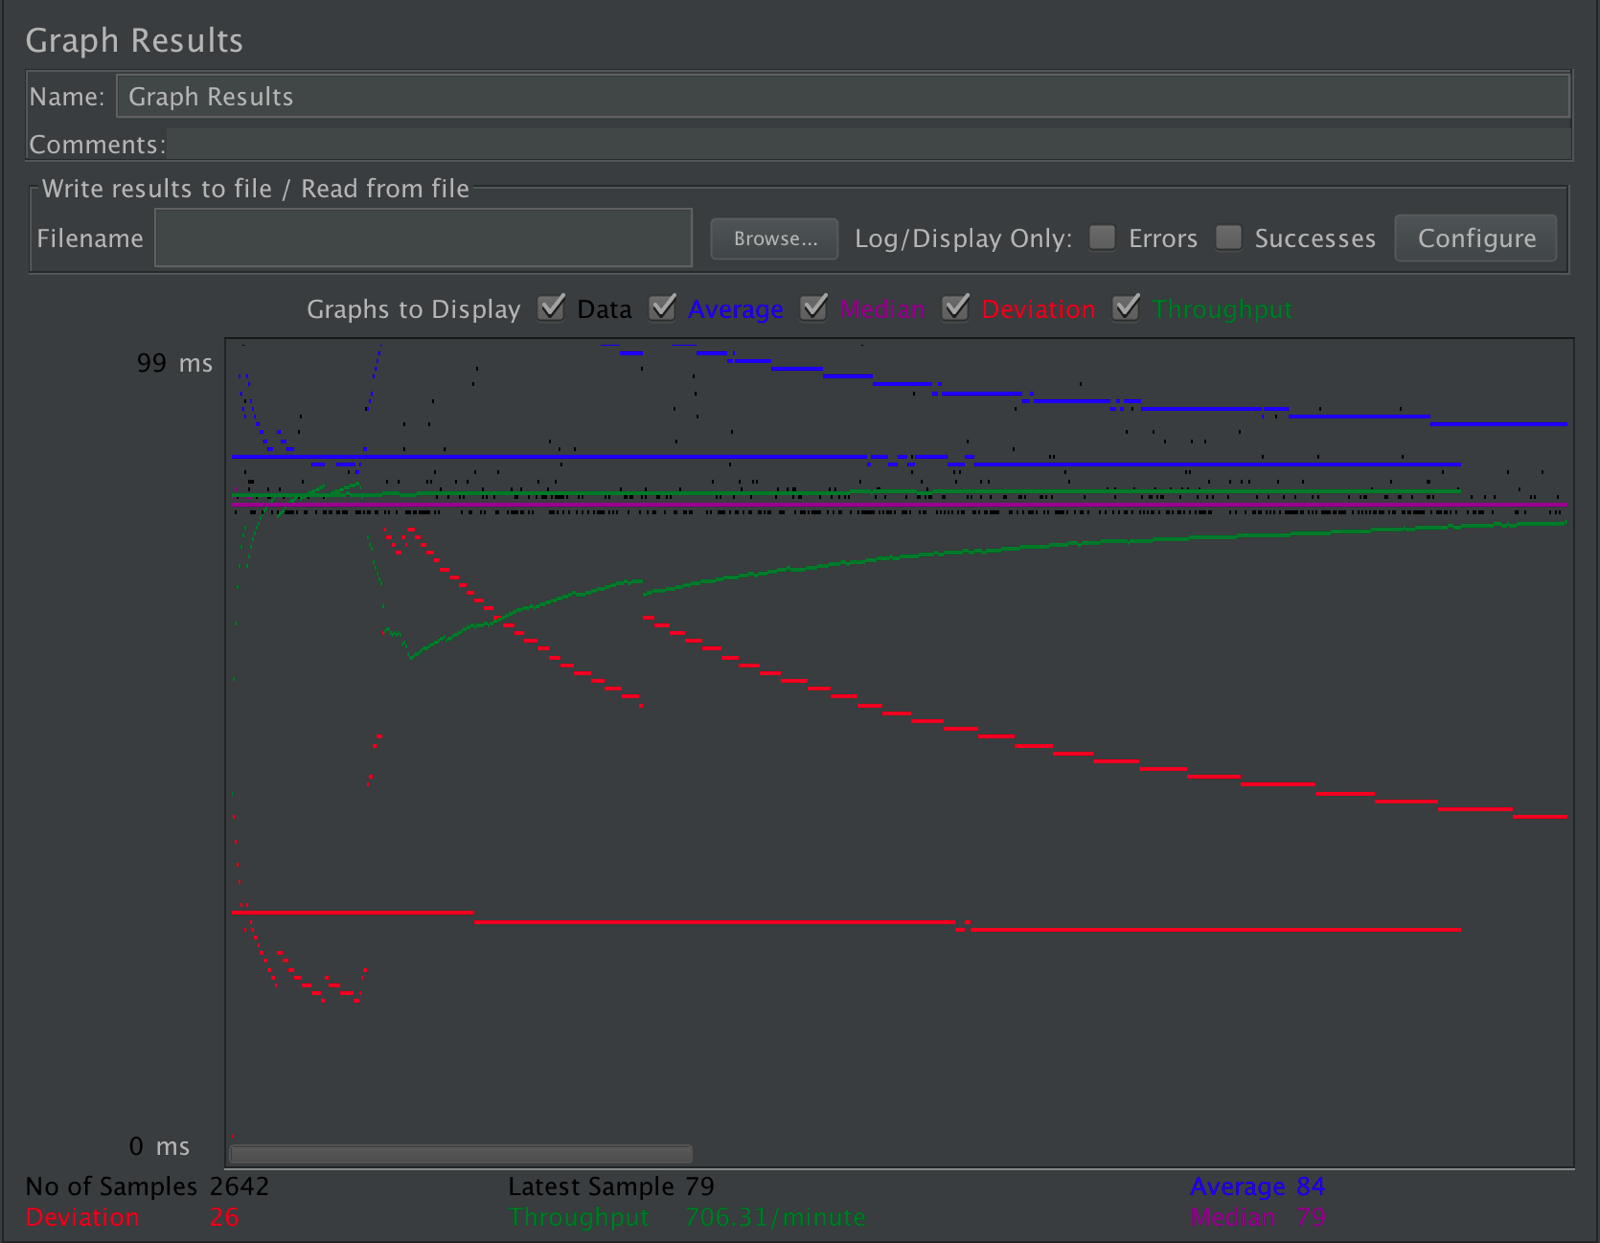 Graph Results
Name: Graph Results
Comments:
Write results to file / Read from file
Filename Browse... Log/Display Only: Errors Successes Configure
Graphs to Display Data Average Median Deviation Throughput
99 ms
0 ms
No of Samples 2642 Latest Sample 79 Average 84
Deviation 26 Throughput 706.31/minute Median 79